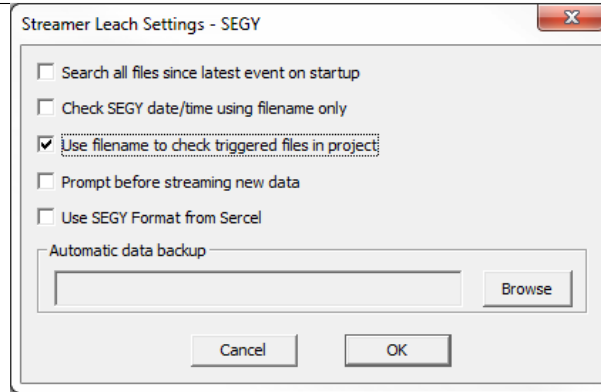 Streamer Leach Settings - SEGY
Search all files since latest event on startup
Check SEGY date/time using filename only
Use filename to check triggered files in project
Prompt before streaming new data
Use SEGY Format from Sercel
Automatic data backup
Browse
Cancel OK